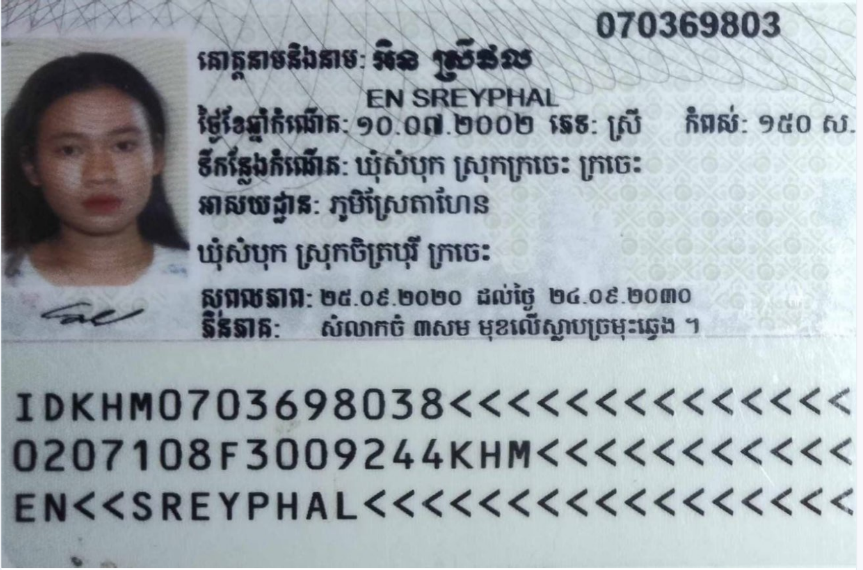 070369803
គោត្តនាមនិងនាម: អិន ស្រីផល
EN SREYPHAL
ថ្ងៃខែឆ្នាំកំណើត: ១០.០៧.២០០២ ភេទ: ស្រី កំពស់: ១៥០ ស.
ទីកន្លែងកំណើត: ឃុំសំបុក ស្រុកក្រចេះ ក្រចេះ
អាសយដ្ឋាន: ភូមិស្រែតាហែន
ឃុំសំបុក ស្រុកចិត្របុរី ក្រចេះ
សុពលភាព: ២៥.០៩.២០២០ ដល់ថ្ងៃ ២៤.០៩.២០៣០
ភិនភាគ: សំលាកចំ ៣សម មុខលើស្លាបច្រមុះឆ្វេង ។
IDKHM0703698038<<<<<<<<<<<<<<<
0207108F3009244KHM<<<<<<<<<<<
EN<<SREYPHAL<<<<<<<<<<<<<<<<<<